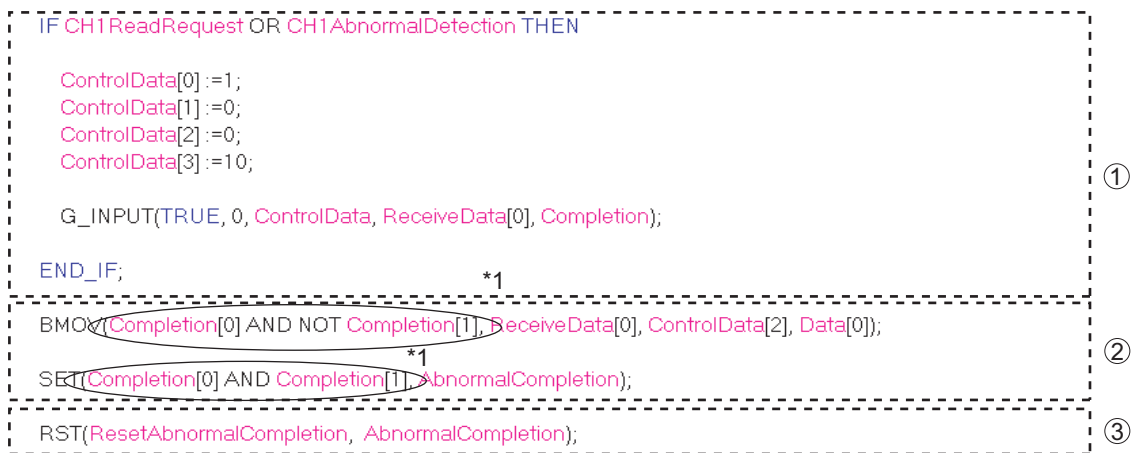 IF CH1ReadRequest OR CH1AbnormalDetection THEN
ControlData[0] :=1;
ControlData[1] :=0;
ControlData[2] :=0;
ControlData[3] :=10;
①
G_INPUT(TRUE, 0, ControlData, ReceiveData[0], Completion);
END_IF;
*1
BMOV(Completion[0] AND NOT Completion[1], ReceiveData[0], ControlData[2], Data[0]);
②
*1
SET(Completion[0] AND Completion[1], AbnormalCompletion);
RST(ResetAbnormalCompletion, AbnormalCompletion);
③